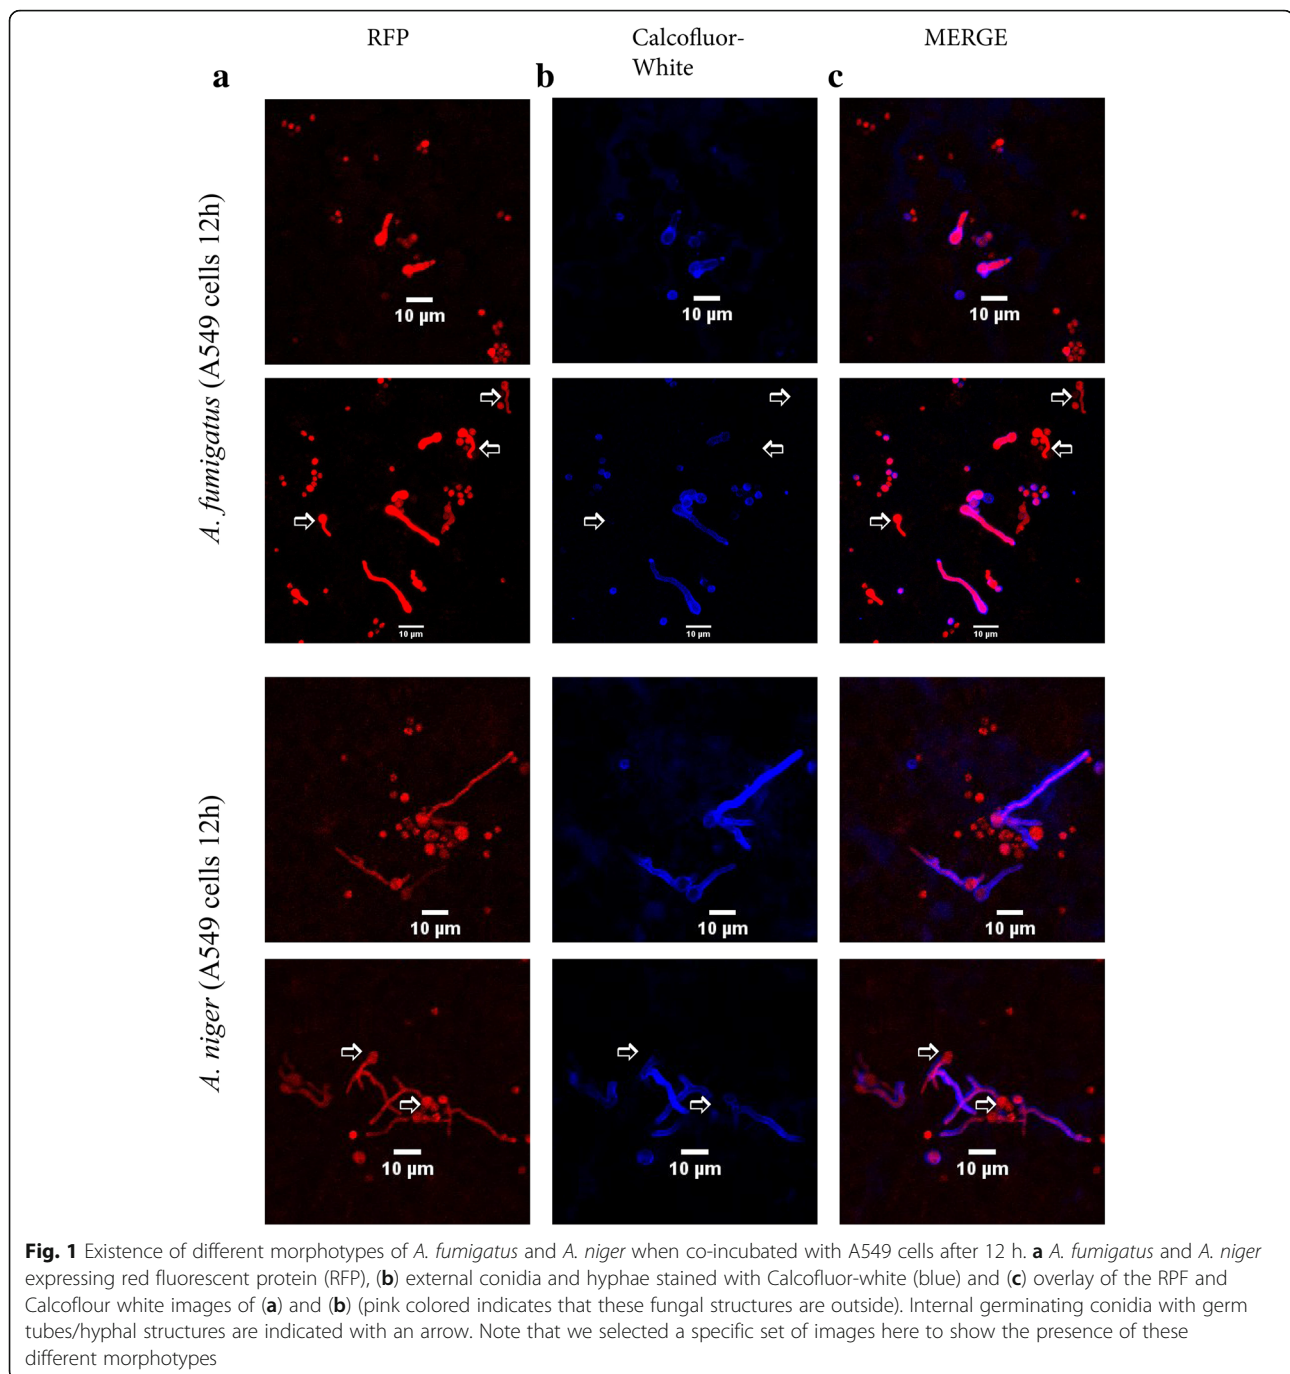 RFP
Calcofluor-
White
MERGE
a
b
c
A. fumigatus (A549 cells 12h)
10 µm
10 µm
10 µm
10 µm
10 µm
10 µm
A. niger (A549 cells 12h)
10 µm
10 µm
10 µm
10 µm
10 µm
10 µm
Fig. 1 Existence of different morphotypes of A. fumigatus and A. niger when co-incubated with A549 cells after 12 h. a A. fumigatus and A. niger
expressing red fluorescent protein (RFP), (b) external conidia and hyphae stained with Calcofluor-white (blue) and (c) overlay of the RPF and
Calcoflour white images of (a) and (b) (pink colored indicates that these fungal structures are outside). Internal germinating conidia with germ
tubes/hyphal structures are indicated with an arrow. Note that we selected a specific set of images here to show the presence of these
different morphotypes